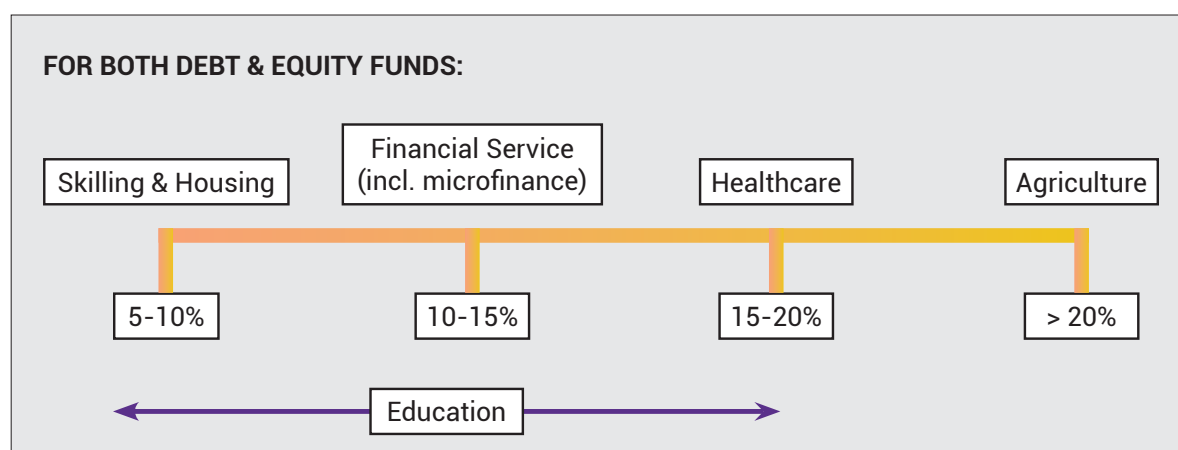 FOR BOTH DEBT & EQUITY FUNDS:
Skilling & Housing
Financial Service
(incl. microfinance)
Healthcare
Agriculture
5-10%
10-15%
15-20%
> 20%
Education